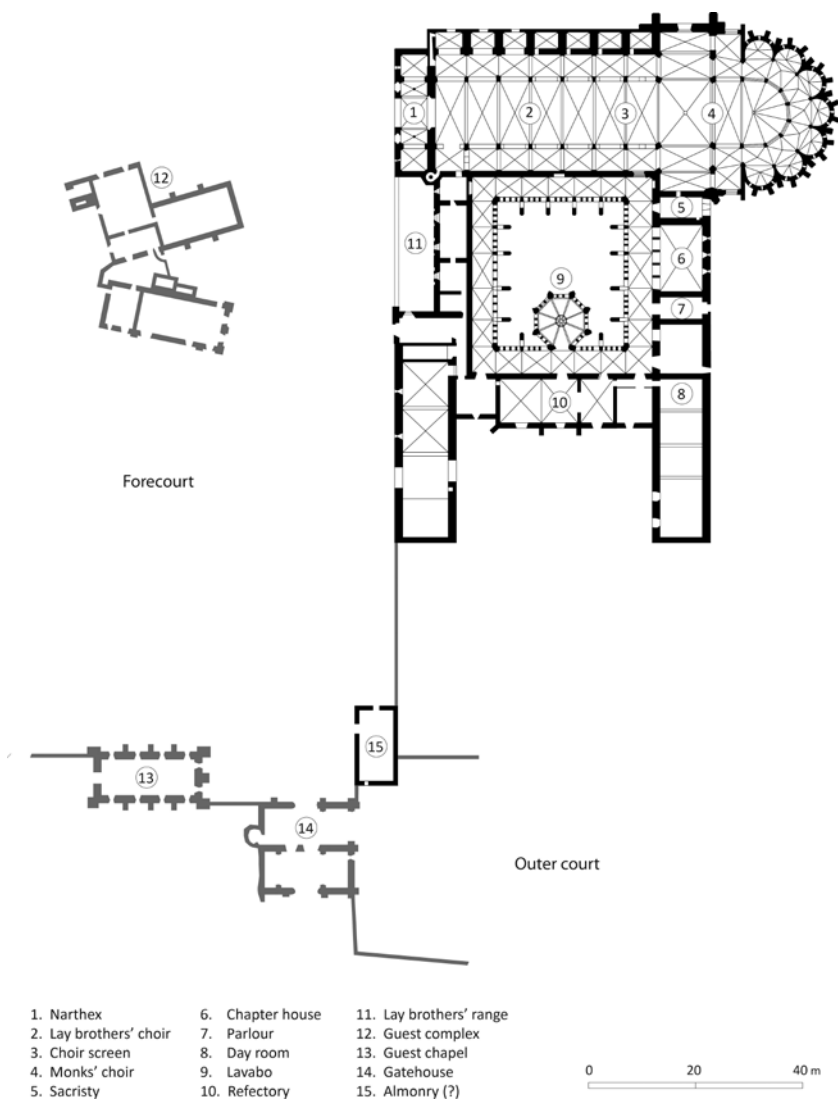 1
2
3
4
5
12
6
11
9
7
8
10
Forecourt
15
13
14
Outer court
1. Narthex
2. Lay brothers’ choir
3. Choir screen
4. Monks’ choir
5. Sacristy
6. Chapter house
7. Parlour
8. Day room
9. Lavabo
10. Refectory
11. Lay brothers’ range
12. Guest complex
13. Guest chapel
14. Gatehouse
15. Almonry (?)
0 40 m